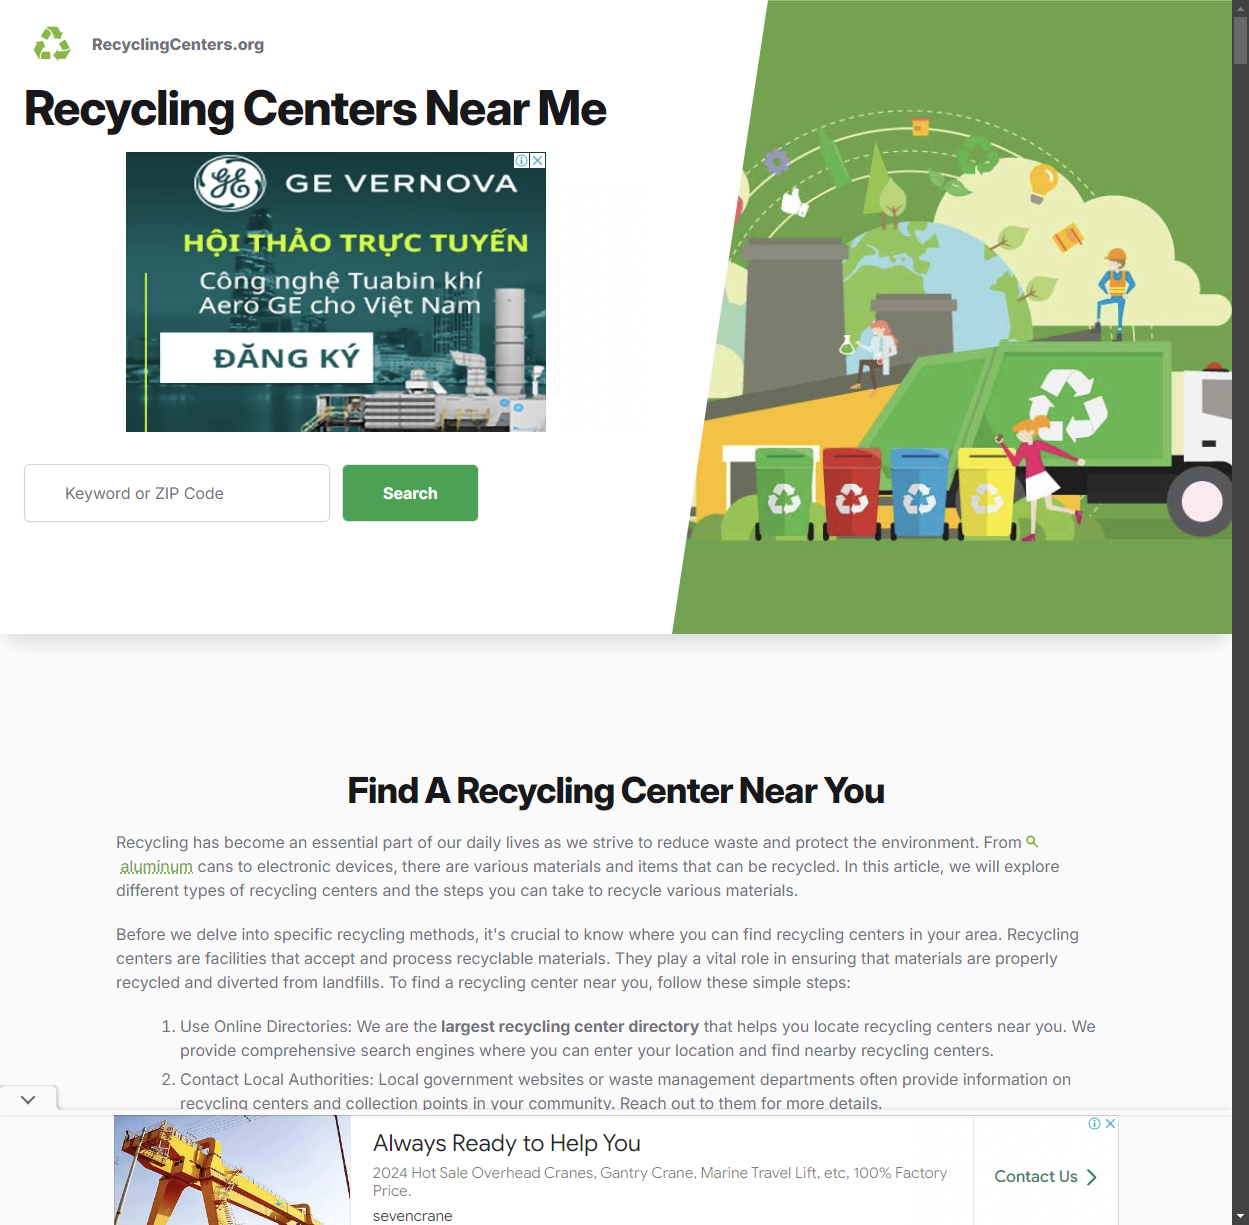 RecyclingCenters.org
Recycling Centers Near Me
GE VERNOVA
HỘI THẢO TRỰC TUYẾN
Công nghệ Tuabin khí
Aero GE cho Việt Nam
ĐĂNG KÝ
Keyword or ZIP Code
Search
Find A Recycling Center Near You
Recycling has become an essential part of our daily lives as we strive to reduce waste and protect the environment. From
aluminum cans to electronic devices, there are various materials and items that can be recycled. In this article, we will explore
different types of recycling centers and the steps you can take to recycle various materials.
Before we delve into specific recycling methods, it's crucial to know where you can find recycling centers in your area. Recycling
centers are facilities that accept and process recyclable materials. They play a vital role in ensuring that materials are properly
recycled and diverted from landfills. To find a recycling center near you, follow these simple steps:
1. Use Online Directories: We are the largest recycling center directory that helps you locate recycling centers near you. We
provide comprehensive search engines where you can enter your location and find nearby recycling centers.
2. Contact Local Authorities: Local government websites or waste management departments often provide information on
recycling centers and collection points in your community. Reach out to them for more details.
Always Ready to Help You
2024 Hot Sale Overhead Cranes, Gantry Crane, Marine Travel Lift, etc, 100% Factory
Price.
sevencrane
Contact Us